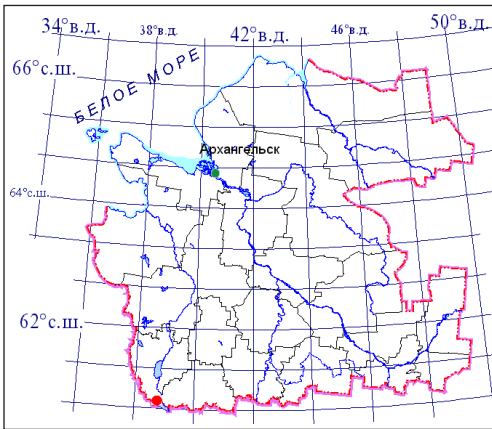 34°в.д.
38°в.д.
42°в.д.
46°в.д.
50°в.д.
66°с.ш.
БЕЛОЕ МОРЕ
Архангельск
64°с.ш.
62°с.ш.